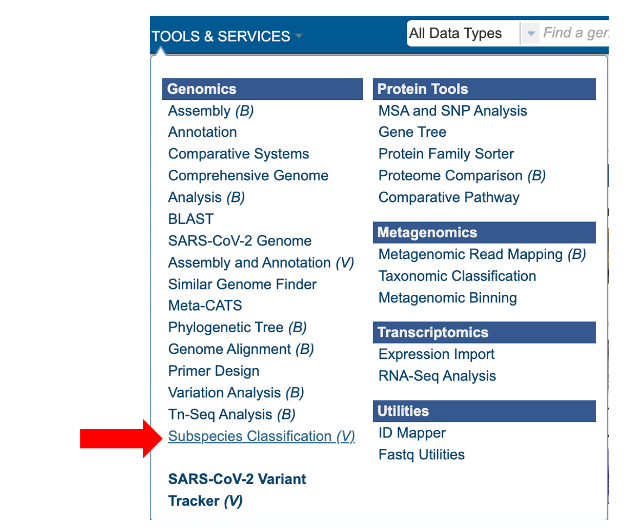 TOOLS & SERVICES
All Data Types
Genomics
Assembly (B)
Annotation
Comparative Systems
Comprehensive Genome
Analysis (B)
BLAST
SARS-CoV-2 Genome
Assembly and Annotation (V)
Similar Genome Finder
Meta-CATS
Phylogenetic Tree (B)
Genome Alignment (B)
Primer Design
Variation Analysis (B)
Tn-Seq Analysis (B)
Subspecies Classification (V)
SARS-CoV-2 Variant
Tracker (V)
Protein Tools
MSA and SNP Analysis
Gene Tree
Protein Family Sorter
Proteome Comparison (B)
Comparative Pathway
Metagenomics
Metagenomic Read Mapping (B)
Taxonomic Classification
Metagenomic Binning
Transcriptomics
Expression Import
RNA-Seq Analysis
Utilities
ID Mapper
Fastq Utilities
Find a